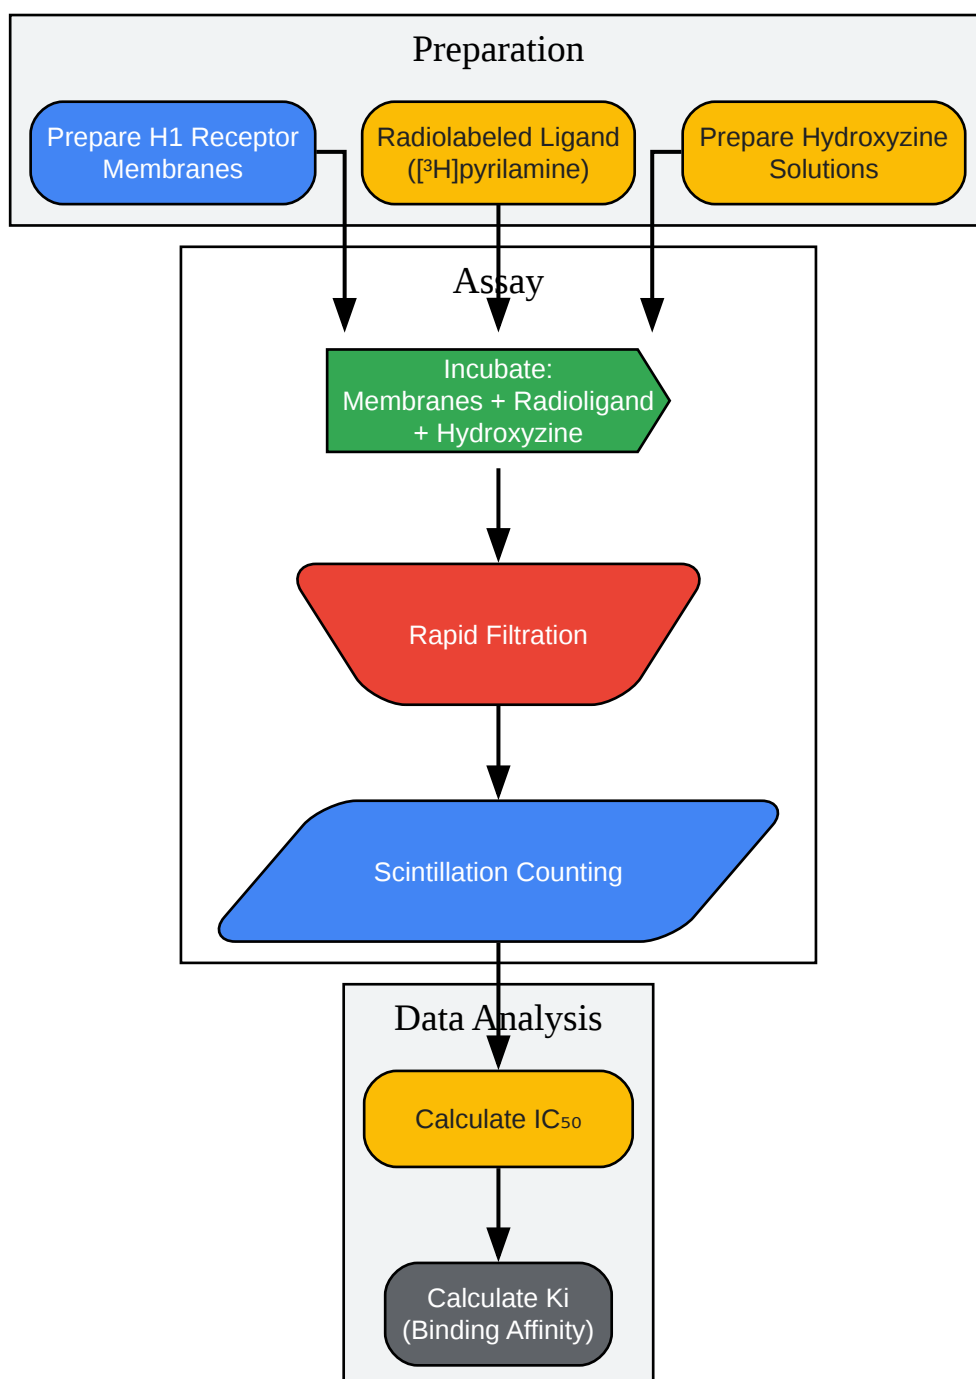 Preparation
Prepare H1 Receptor
Membranes
Radiolabeled Ligand
([³H]pyrilamine)
Prepare Hydroxyzine
Solutions
Assay
Incubate:
Membranes + Radioligand
+ Hydroxyzine
Rapid Filtration
Scintillation Counting
Data Analysis
Calculate IC₅₀
Calculate Ki
(Binding Affinity)